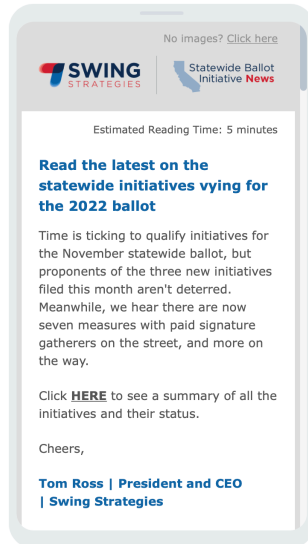 No images? Click here
SWING
STRATEGIES
Statewide Ballot
Initiative News
Estimated Reading Time: 5 minutes
Read the latest on the
statewide initiatives vying for
the 2022 ballot
Time is ticking to qualify initiatives for
the November statewide ballot, but
proponents of the three new initiatives
filed this month aren't deterred.
Meanwhile, we hear there are now
seven measures with paid signature
gatherers on the street, and more on
the way.
Click HERE to see a summary of all the
initiatives and their status.
Cheers,
Tom Ross | President and CEO
| Swing Strategies